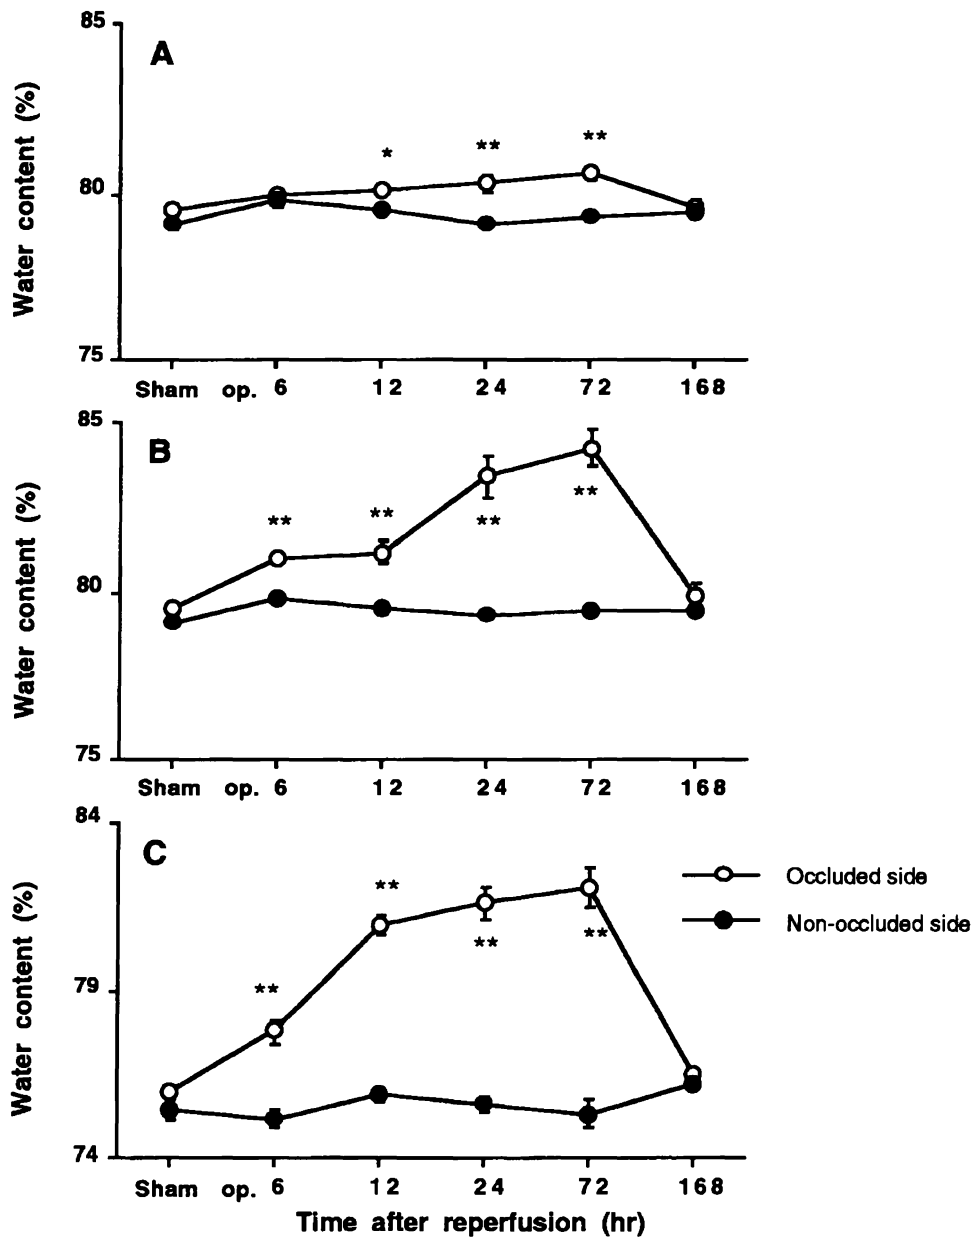 85
A
Water content (%)
*
**
**
80
75
Sham op. 6 12 24 72 168
85
B
Water content (%)
**
**
**
**
80
75
Sham op. 6 12 24 72 168
84
C
Water content (%)
**
**
**
**
79
74
Occluded side
Non-occluded side
Sham op. 6 12 24 72 168
Time after reperfusion (hr)